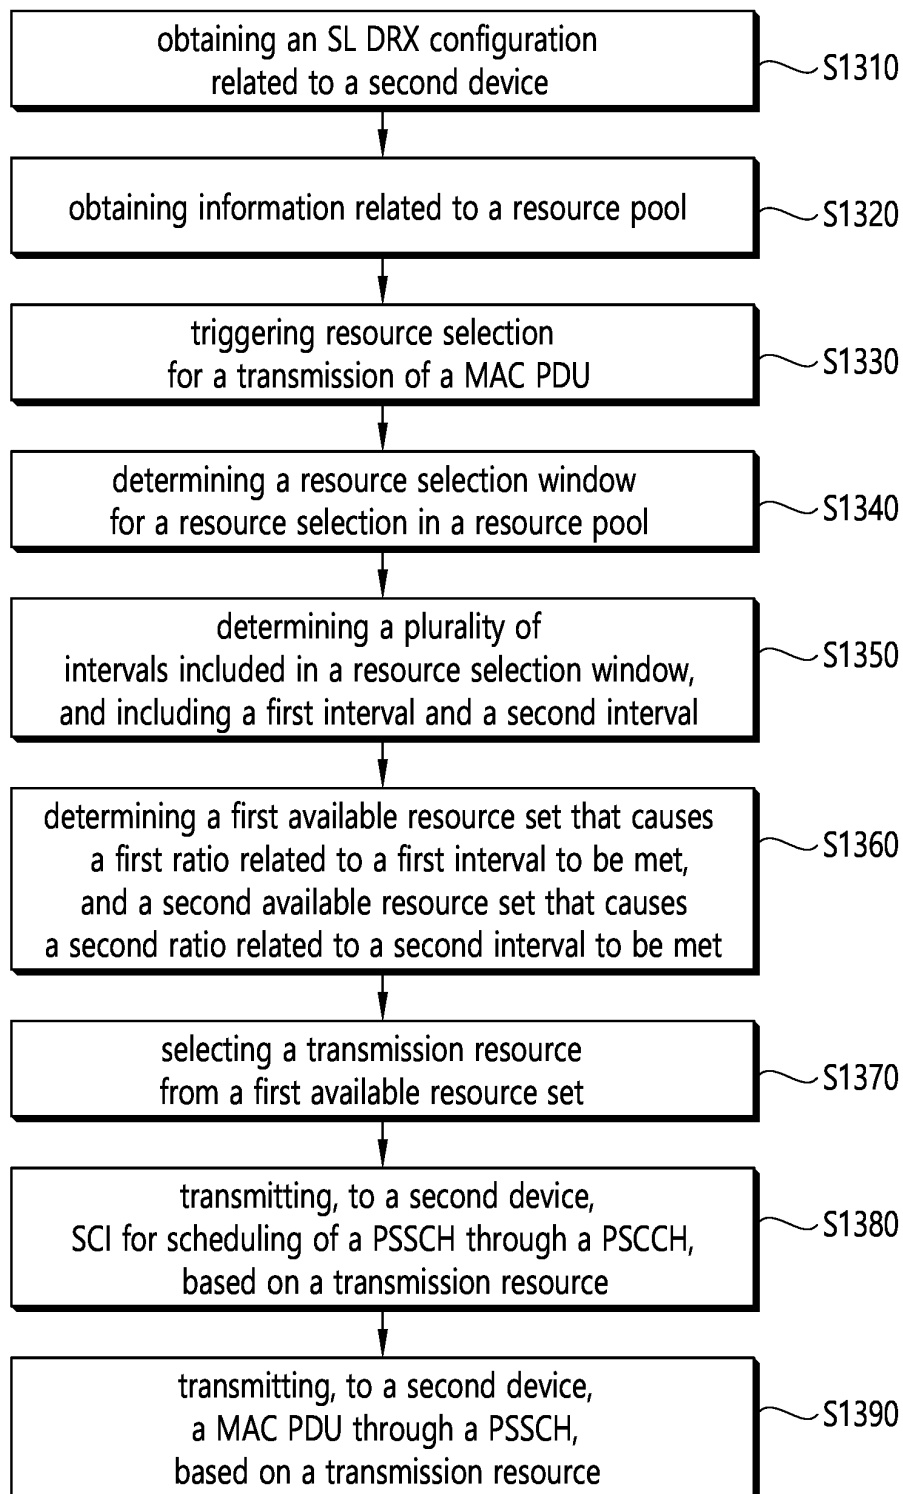 obtaining an SL DRX configuration
related to a second device
S1310
obtaining information related to a resource pool
S1320
triggering resource selection
for a transmission of a MAC PDU
S1330
determining a resource selection window
for a resource selection in a resource pool
S1340
determining a plurality of
intervals included in a resource selection window,
and including a first interval and a second interval
S1350
determining a first available resource set that causes
a first ratio related to a first interval to be met,
and a second available resource set that causes
a second ratio related to a second interval to be met
S1360
selecting a transmission resource
from a first available resource set
S1370
transmitting, to a second device,
SCI for scheduling of a PSSCH through a PSCCH,
based on a transmission resource
S1380
transmitting, to a second device,
a MAC PDU through a PSSCH,
based on a transmission resource
S1390